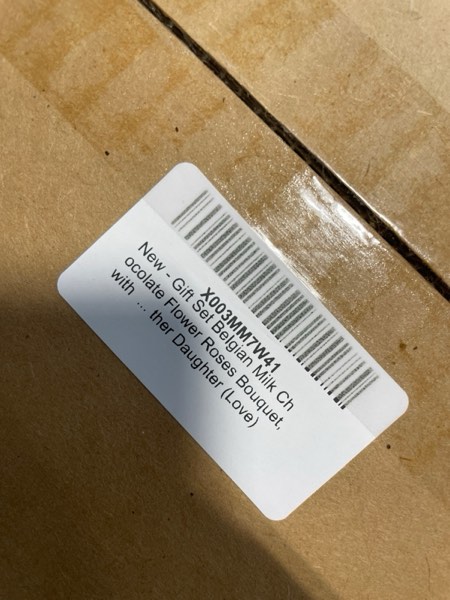 X003MM7W41
New - Gift Set Belgian Milk Ch
ocolate Flower Roses Bouquet,
with ... ther Daughter (Love)